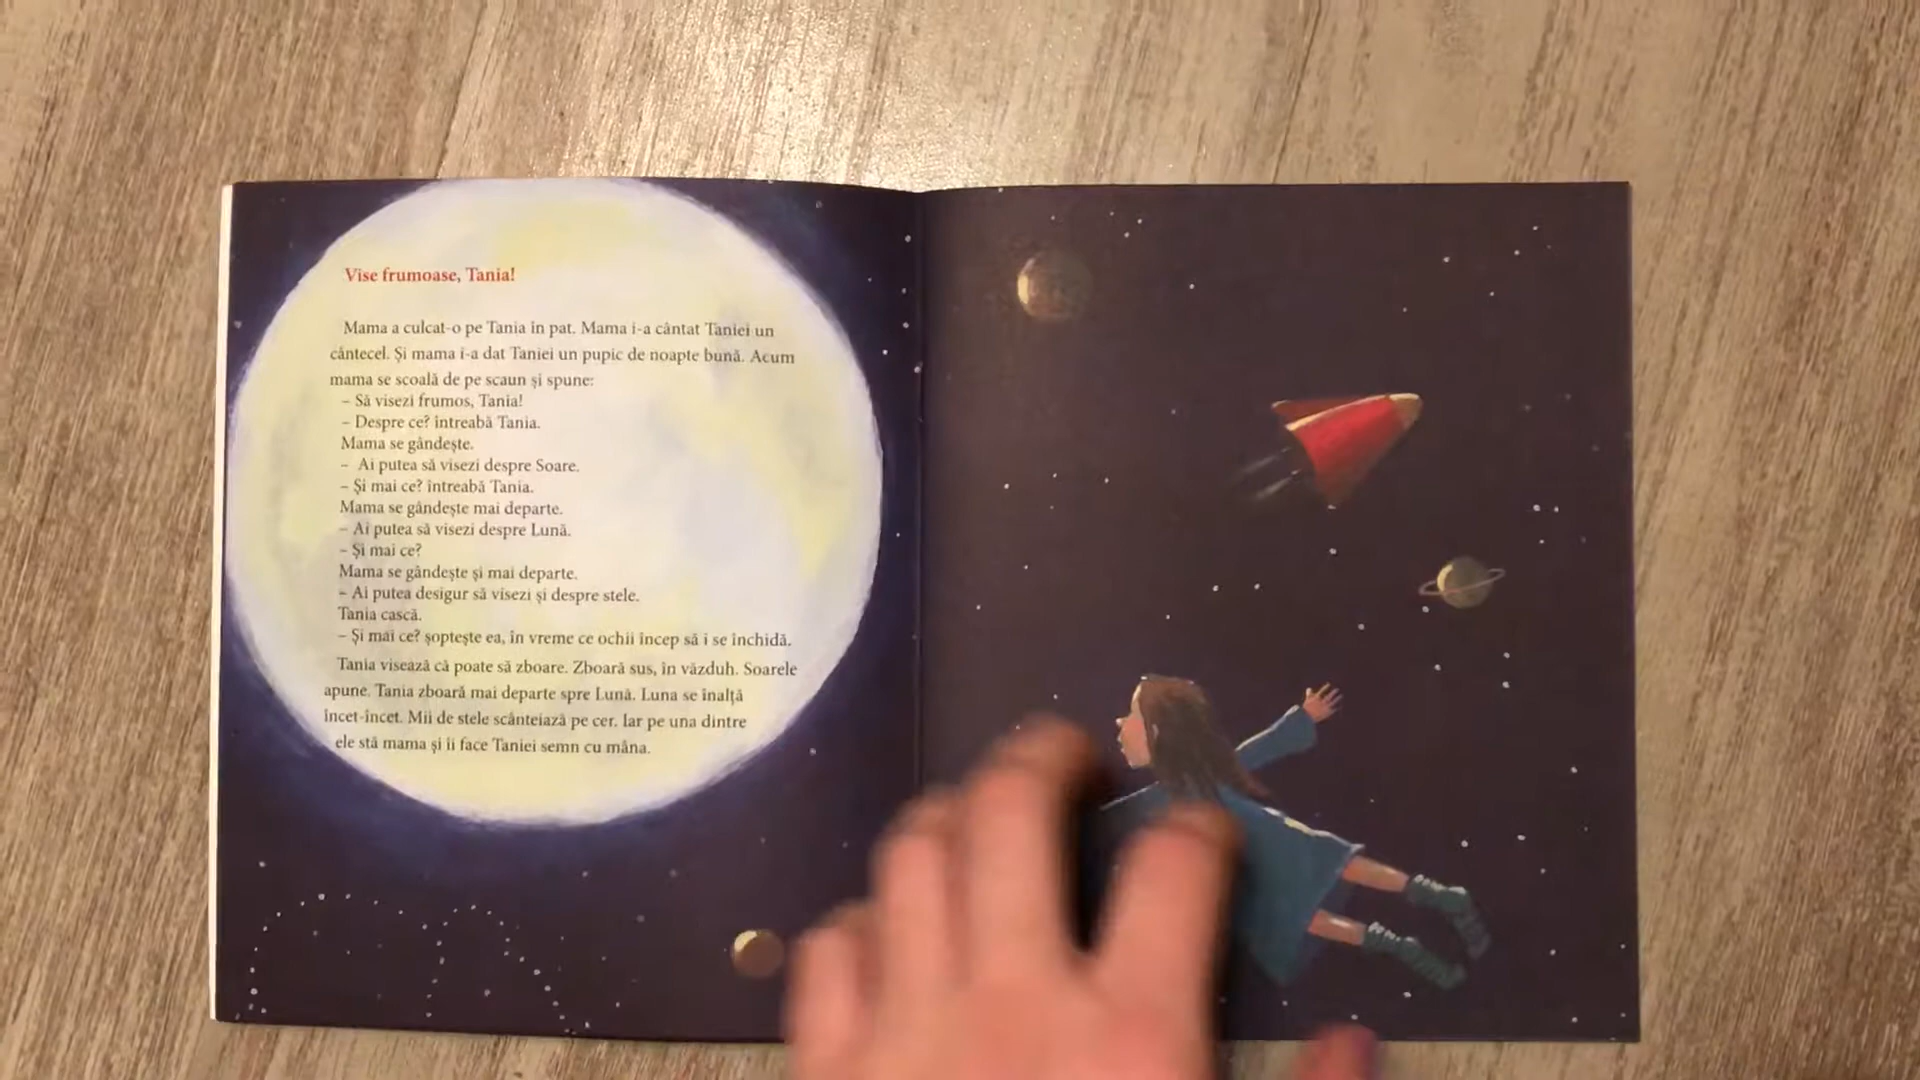 Vise frumoase, Tania!
Mama a culcat-o pe Tania în pat. Mama i-a cântat Taniei un
cântecel. Și mama i-a dat Taniei un pupic de noapte bună. Acum
mama se scoală de pe scaun și spune:
– Să visezi frumos, Tania!
– Despre ce? întreabă Tania.
Mama se gândește.
– Ai putea să visezi despre Soare.
– Și mai ce? întreabă Tania.
Mama se gândește mai departe.
– Ai putea să visezi despre Lună.
– Și mai ce?
Mama se gândește și mai departe.
– Ai putea desigur să visezi și despre stele.
Tania cască.
– Și mai ce? șoptește ea, în vreme ce ochii încep să i se închidă.
Tania visează că poate să zboare. Zboară sus, în văzduh. Soarele
apune. Tania zboară mai departe spre Lună. Luna se înalță
încet-încet. Mii de stele scânteiază pe cer. Iar pe una dintre
ele stă mama și îi face Taniei semn cu mâna.